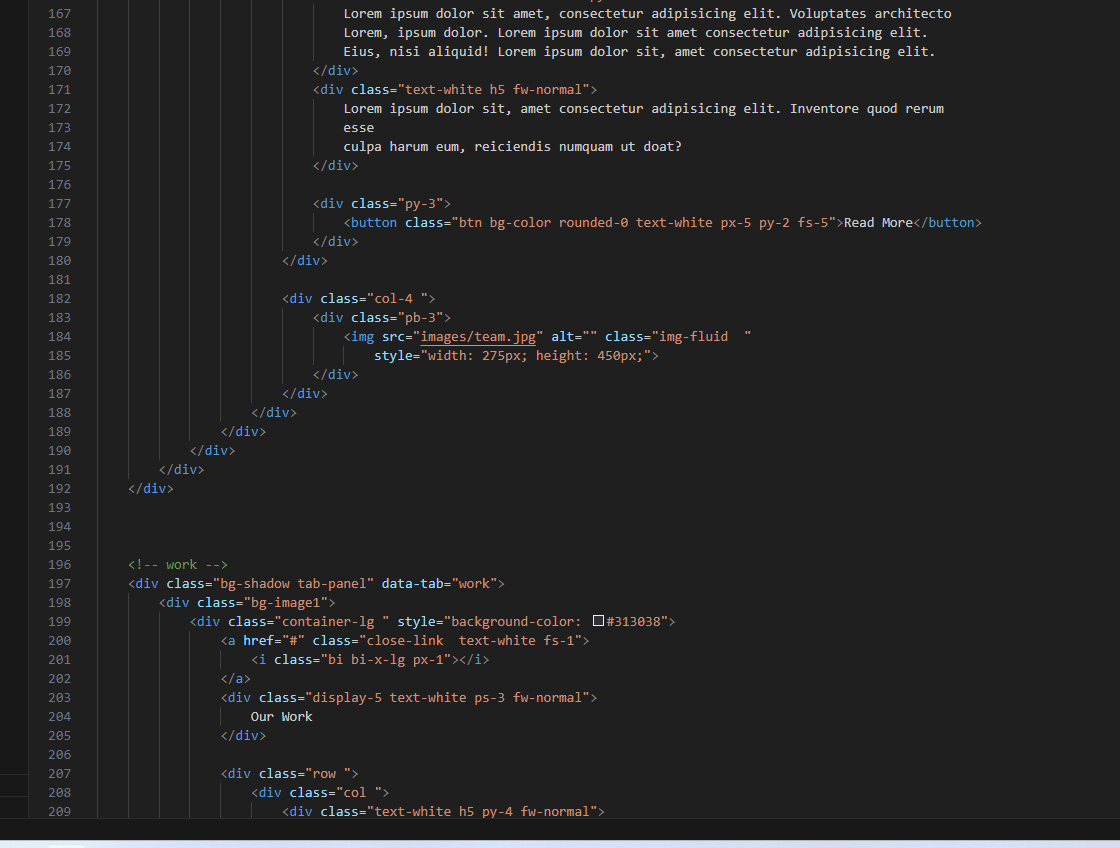 167 Lorem ipsum dolor sit amet, consectetur adipisicing elit. Voluptates architecto
168 Lorem, ipsum dolor. Lorem ipsum dolor sit amet consectetur adipisicing elit.
169 Eius, nisi aliquid! Lorem ipsum dolor sit, amet consectetur adipisicing elit.
170 </div>
171 <div class="text-white h5 fw-normal">
172 Lorem ipsum dolor sit, amet consectetur adipisicing elit. Inventore quod rerum
173 esse
174 culpa harum eum, reiciendis numquam ut doat?
175 </div>
176
177 <div class="py-3">
178 <button class="btn bg-color rounded-0 text-white px-5 py-2 fs-5">Read More</button>
179 </div>
180 </div>
181
182 <div class="col-4 ">
183 <div class="pb-3">
184 <img src="images/team.jpg" alt="" class="img-fluid  "
185 style="width: 275px; height: 450px;">
186 </div>
187 </div>
188 </div>
189 </div>
190 </div>
191 </div>
192 </div>
193
194
195
196 <!-- work -->
197 <div class="bg-shadow tab-panel" data-tab="work">
198 <div class="bg-image1">
199 <div class="container-lg " style="background-color: #313038">
200 <a href="#" class="close-link  text-white fs-1">
201 <i class="bi bi-x-lg px-1"></i>
202 </a>
203 <div class="display-5 text-white ps-3 fw-normal">
204 Our Work
205 </div>
206
207 <div class="row ">
208 <div class="col ">
209 <div class="text-white h5 py-4 fw-normal">